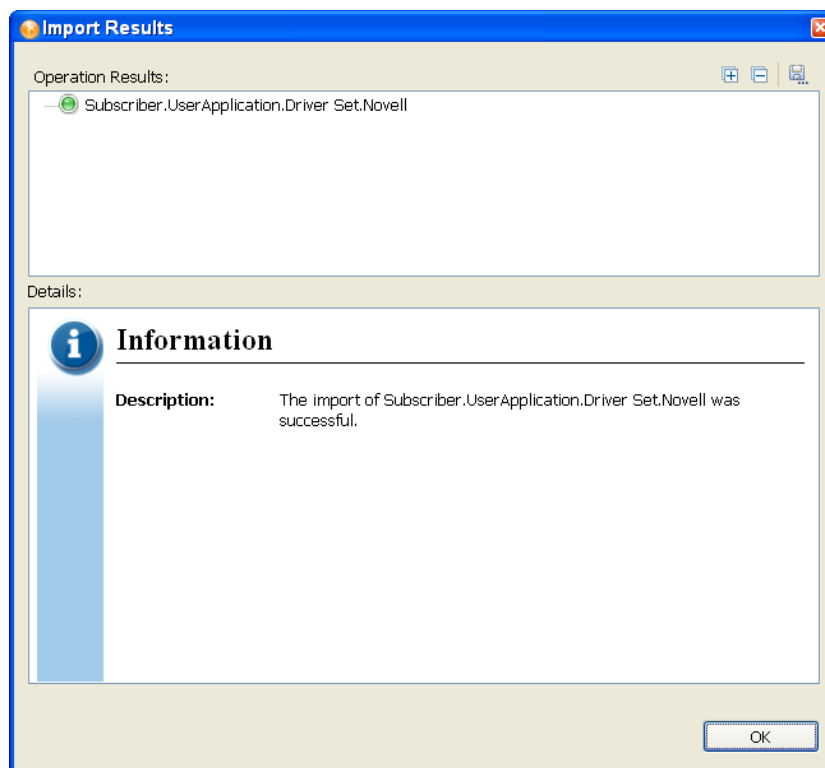 Import Results
Operation Results:
Subscriber.UserApplication.Driver Set.Novell
Details:
Information
Description: The import of Subscriber.UserApplication.Driver Set.Novell was
successful.
OK